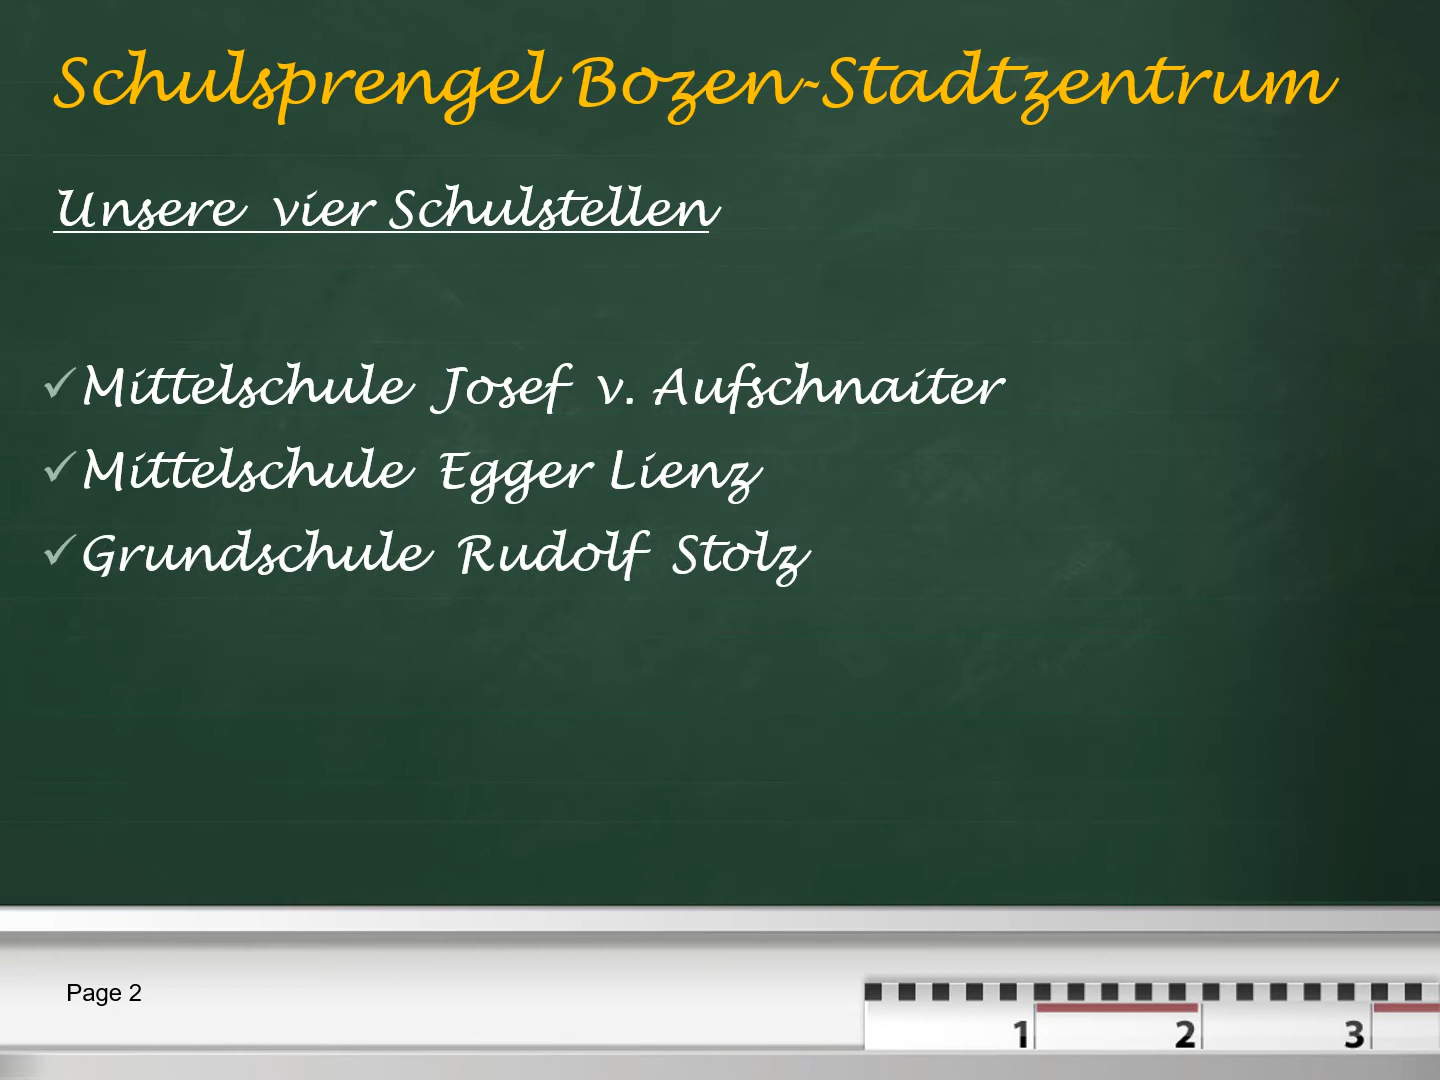 Schulsprengel Bozen-Stadtzentrum
Unsere vier Schulstellen
✓ Mittelschule Josef v. Aufschnaiter
✓ Mittelschule Egger Lienz
✓ Grundschule Rudolf Stolz
Page 2
1 2 3